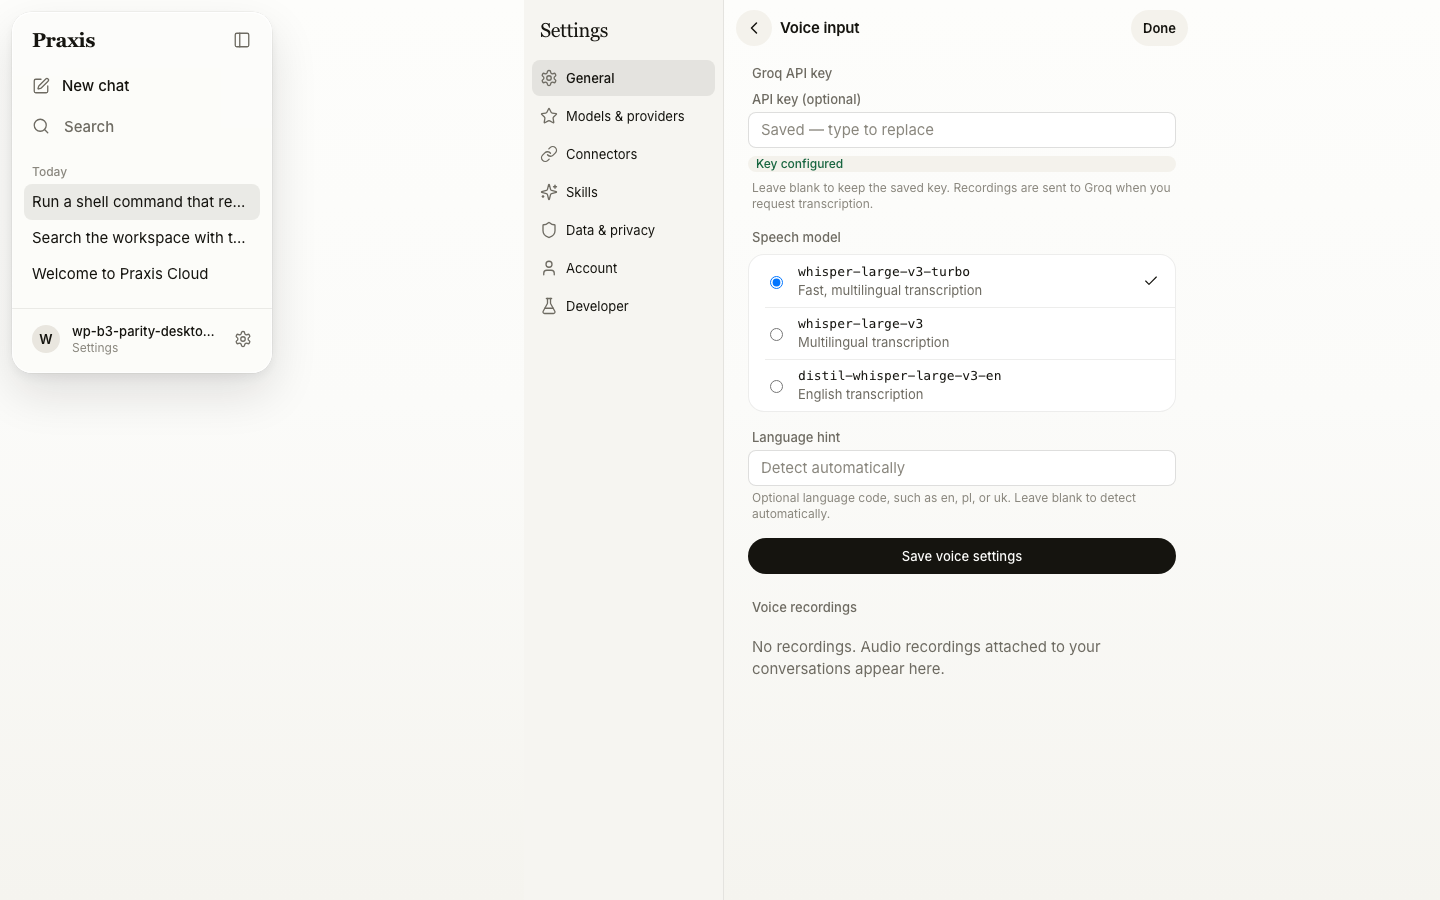 Praxis
New chat
Search
Today
Run a shell command that re...
Search the workspace with t...
Welcome to Praxis Cloud
W
wp-b3-parity-deskto...
Settings
Settings
General
Models & providers
Connectors
Skills
Data & privacy
Account
Developer
Voice input
Done
Groq API key
API key (optional)
Saved — type to replace
Key configured
Leave blank to keep the saved key. Recordings are sent to Groq when you
request transcription.
Speech model
whisper-large-v3-turbo
Fast, multilingual transcription
whisper-large-v3
Multilingual transcription
distil-whisper-large-v3-en
English transcription
Language hint
Detect automatically
Optional language code, such as en, pl, or uk. Leave blank to detect
automatically.
Save voice settings
Voice recordings
No recordings. Audio recordings attached to your
conversations appear here.